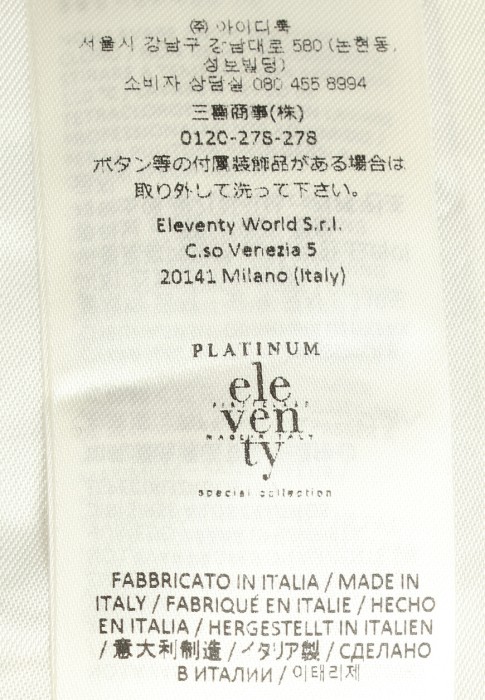 ㈜ 아이디룩
서울시 강남구 강남대로 580 (논현동,
성보빌딩)
소비자 상담실 080 455 8994
三喜商事(株)
0120-278-278
ボタン等の付属装飾品がある場合は
取り外して洗って下さい。
Eleventy World S.r.l.
C.so Venezia 5
20141 Milano (Italy)
PLATINUM
ele
ven
MADE IN ITALY
ty
special collection
FABBRICATO IN ITALIA / MADE IN
ITALY / FABRIQUÉ EN ITALIE / HECHO
EN ITALIA / HERGESTELLT IN ITALIEN
/ 意大利制造 / イタリア製 / СДЕЛАНО
В ИТАЛИИ / 이태리제